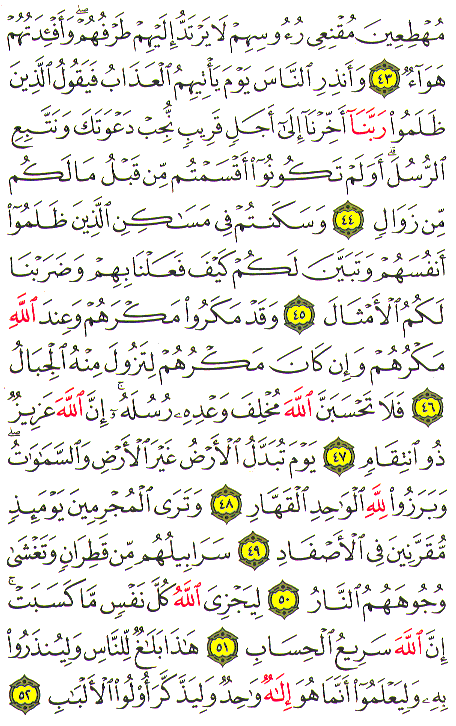 مُهْطِعِينَ مُقْنِعِى رُءُوسِهِمْ لَا يَرْتَدُّ إِلَيْهِمْ طَرْفُهُمْ ۖ وَأَفْـِٔدَتُهُمْ
هَوَآءٌ ٤٣ وَأَنذِرِ ٱلنَّاسَ يَوْمَ يَأْتِيهِمُ ٱلْعَذَابُ فَيَقُولُ ٱلَّذِينَ
ظَلَمُوا۟ رَبَّنَآ أَخِّرْنَآ إِلَىٰٓ أَجَلٍ قَرِيبٍ نُّجِبْ دَعْوَتَكَ وَنَتَّبِعِ
ٱلرُّسُلَ ۗ أَوَلَمْ تَكُونُوٓا۟ أَقْسَمْتُم مِّن قَبْلُ مَا لَكُم
مِّن زَوَالٍ ٤٤ وَسَكَنتُمْ فِى مَسَـٰكِنِ ٱلَّذِينَ ظَلَمُوٓا۟
أَنفُسَهُمْ وَتَبَيَّنَ لَكُمْ كَيْفَ فَعَلْنَا بِهِمْ وَضَرَبْنَا
لَكُمُ ٱلْأَمْثَالَ ٤٥ وَقَدْ مَكَرُوا۟ مَكْرَهُمْ وَعِندَ ٱللَّهِ
مَكْرُهُمْ وَإِن كَانَ مَكْرُهُمْ لِتَزُولَ مِنْهُ ٱلْجِبَالُ
٤٦ فَلَا تَحْسَبَنَّ ٱللَّهَ مُخْلِفَ وَعْدِهِۦ رُسُلَهُۥٓ ۗ إِنَّ ٱللَّهَ عَزِيزٌ
ذُو ٱنتِقَامٍ ٤٧ يَوْمَ تُبَدَّلُ ٱلْأَرْضُ غَيْرَ ٱلْأَرْضِ وَٱلسَّمَـٰوَٰتُ ۖ
وَبَرَزُوا۟ لِلَّهِ ٱلْوَٰحِدِ ٱلْقَهَّارِ ٤٨ وَتَرَى ٱلْمُجْرِمِينَ يَوْمَئِذٍ
مُّقَرَّنِينَ فِى ٱلْأَصْفَادِ ٤٩ سَرَابِيلُهُم مِّن قَطِرَانٍ وَتَغْشَىٰ
وُجُوهَهُمُ ٱلنَّارُ ٥٠ لِيَجْزِىَ ٱللَّهُ كُلَّ نَفْسٍ مَّا كَسَبَتْ ۚ
إِنَّ ٱللَّهَ سَرِيعُ ٱلْحِسَابِ ٥١ هَـٰذَا بَلَـٰغٌ لِّلنَّاسِ وَلِيُنذَرُوا۟
بِهِۦ وَلِيَعْلَمُوٓا۟ أَنَّمَا هُوَ إِلَـٰهٌ وَٰحِدٌ وَلِيَذَّكَّرَ أُو۟لُوا۟ ٱلْأَلْبَـٰبِ ٥٢